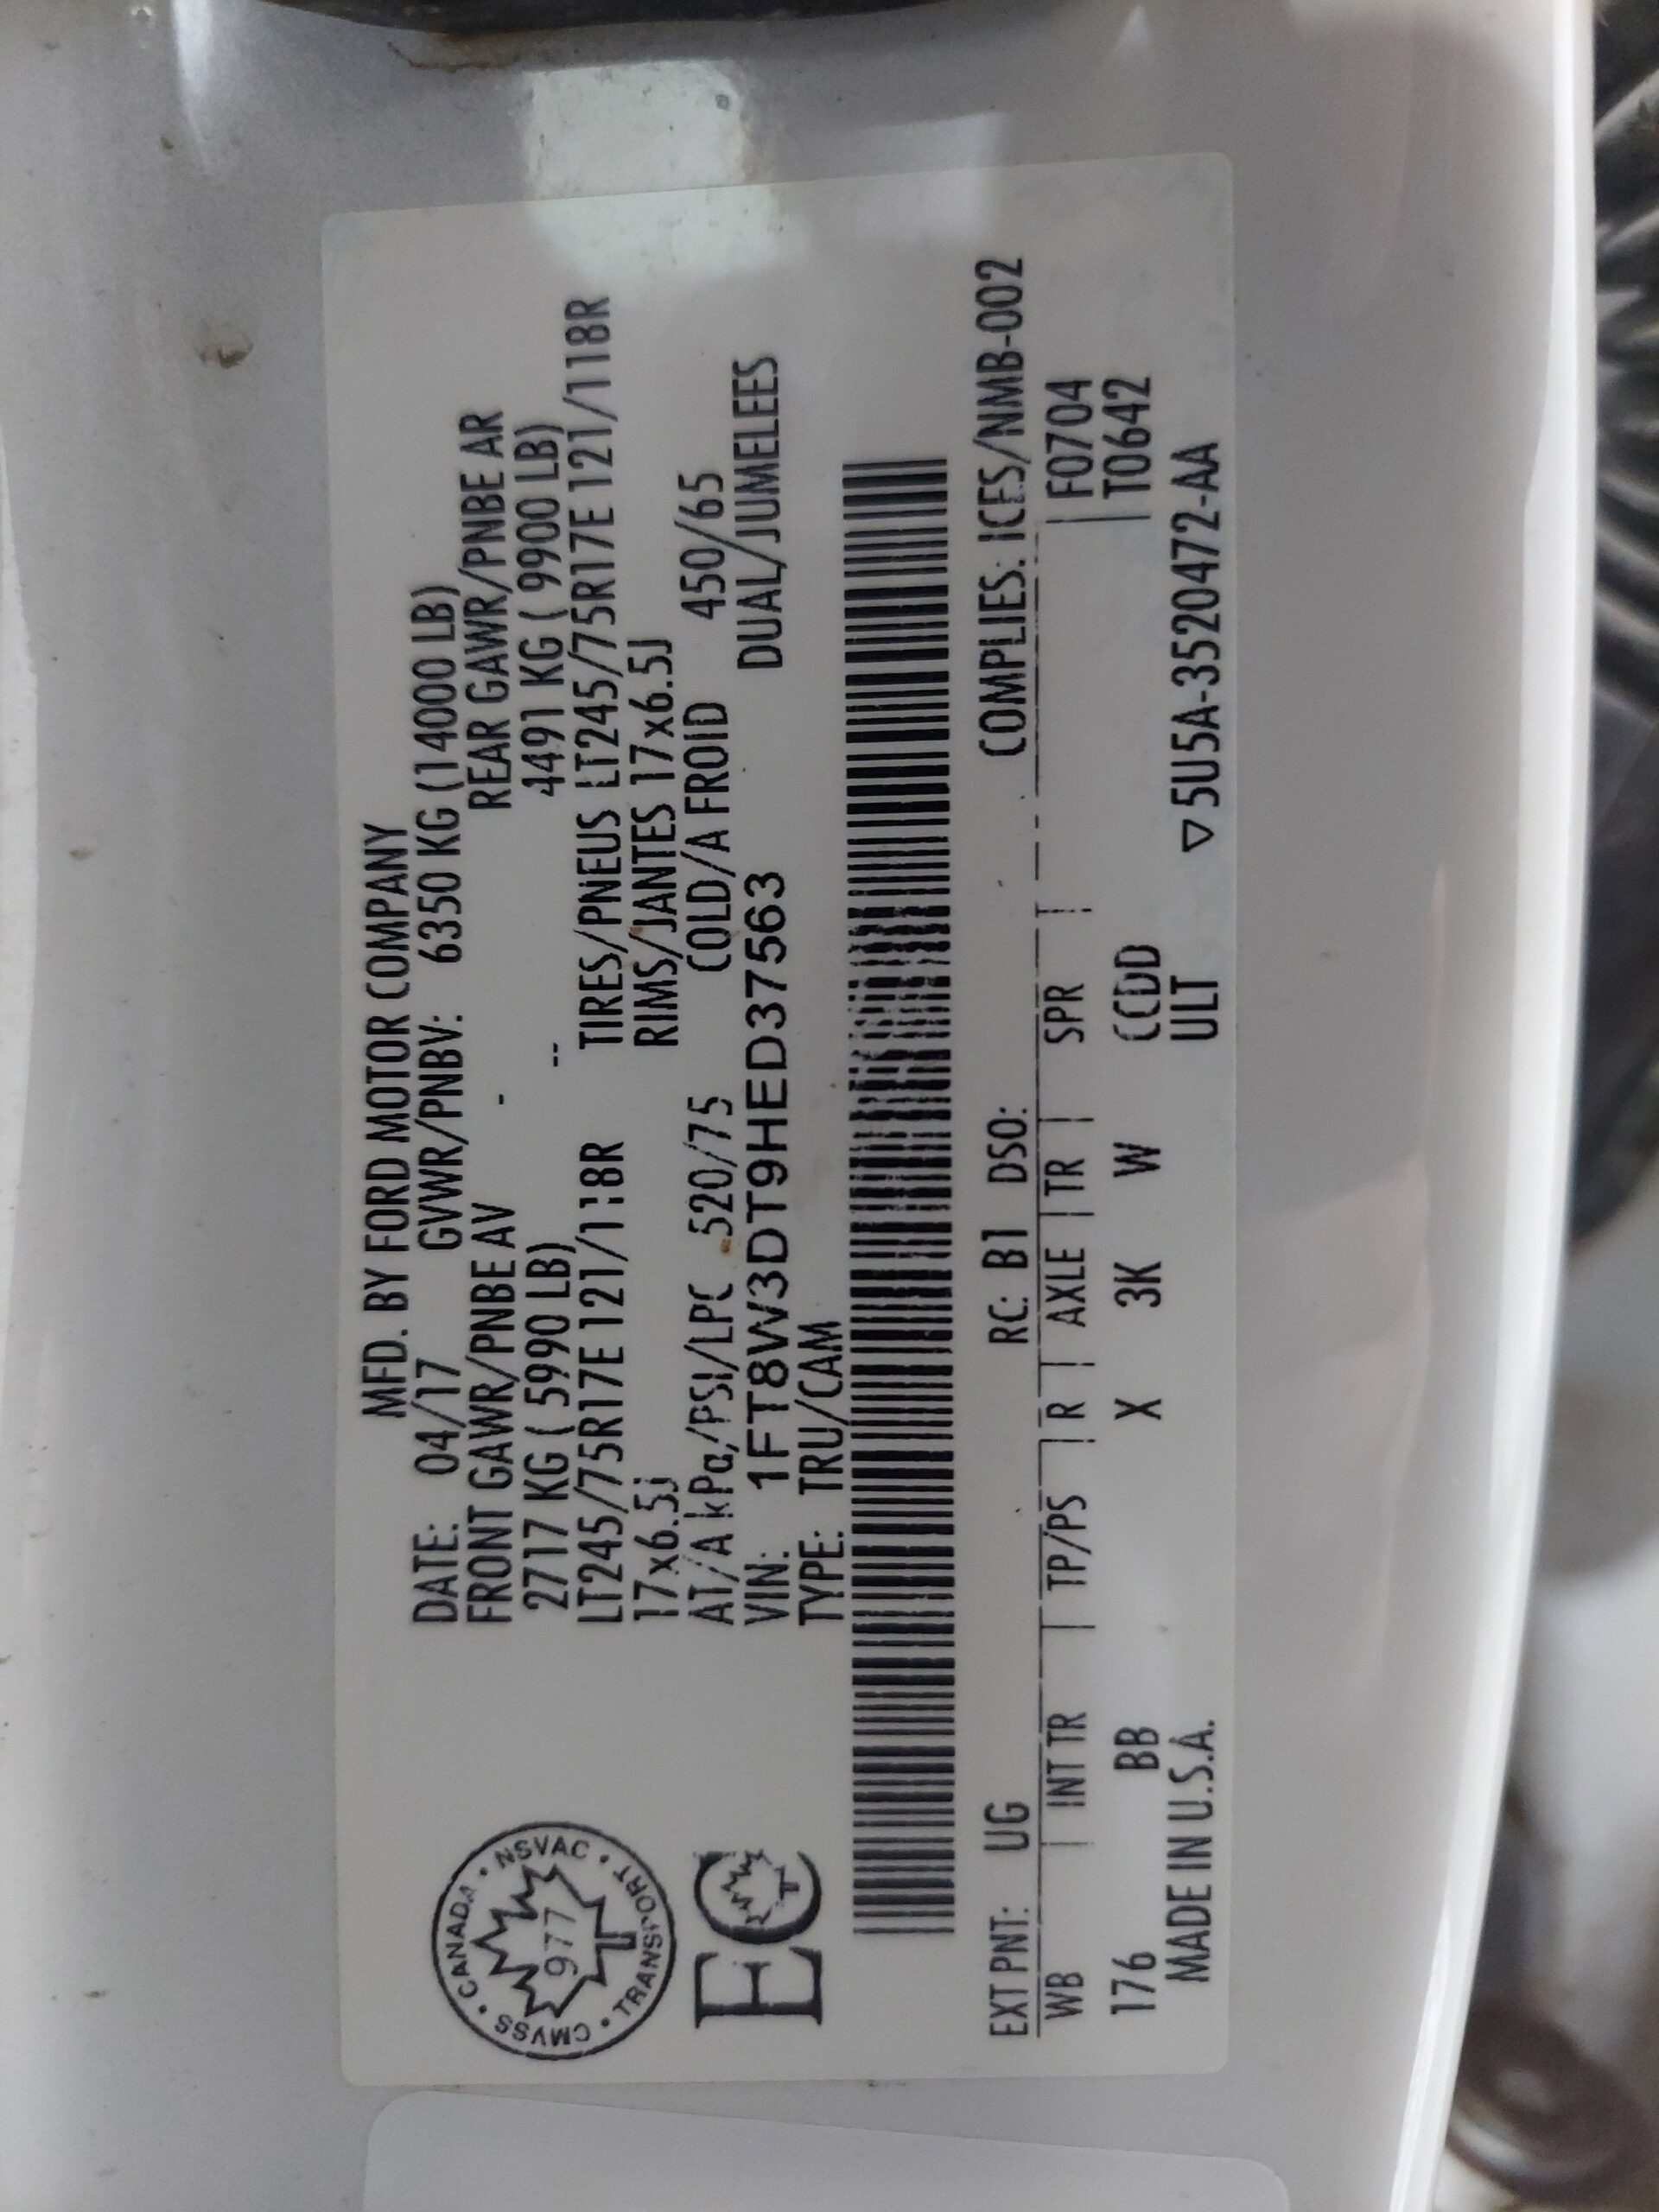 MFD. BY FORD MOTOR COMPANY
DATE: 04/17 GVWR/PNBV: 6350 KG (14000 LB)
FRONT GAWR/PNBE AV - REAR GAWR/PNBE AR
2717 KG ( 5990 LB) -- 4491 KG ( 9900 LB)
LT245/75R17E 121/118R TIRES/PNEUS LT245/75R17E 121/118R
17x6.5J RIMS/JANTES 17x6.5J
AT/A kPa/PSI/LPC 520/75 COLD/A FROID 450/65
VIN: 1FT8W3DT9HED37563 DUAL/JUMELEES
TYPE: TRU/CAM
CANADA • NSVAC • TRANSPORT • CMVSS •
977
EC
EXT PNT: UG RC: B1 DSO: COMPLIES: ICES/NMB-002
WB | INT TR | TP/PS | R | AXLE | TR | SPR | | F0704
176 BB X 3K W CCDD | T0642
MADE IN U.S.A. ULT ▽ 5U5A-3520472-AA